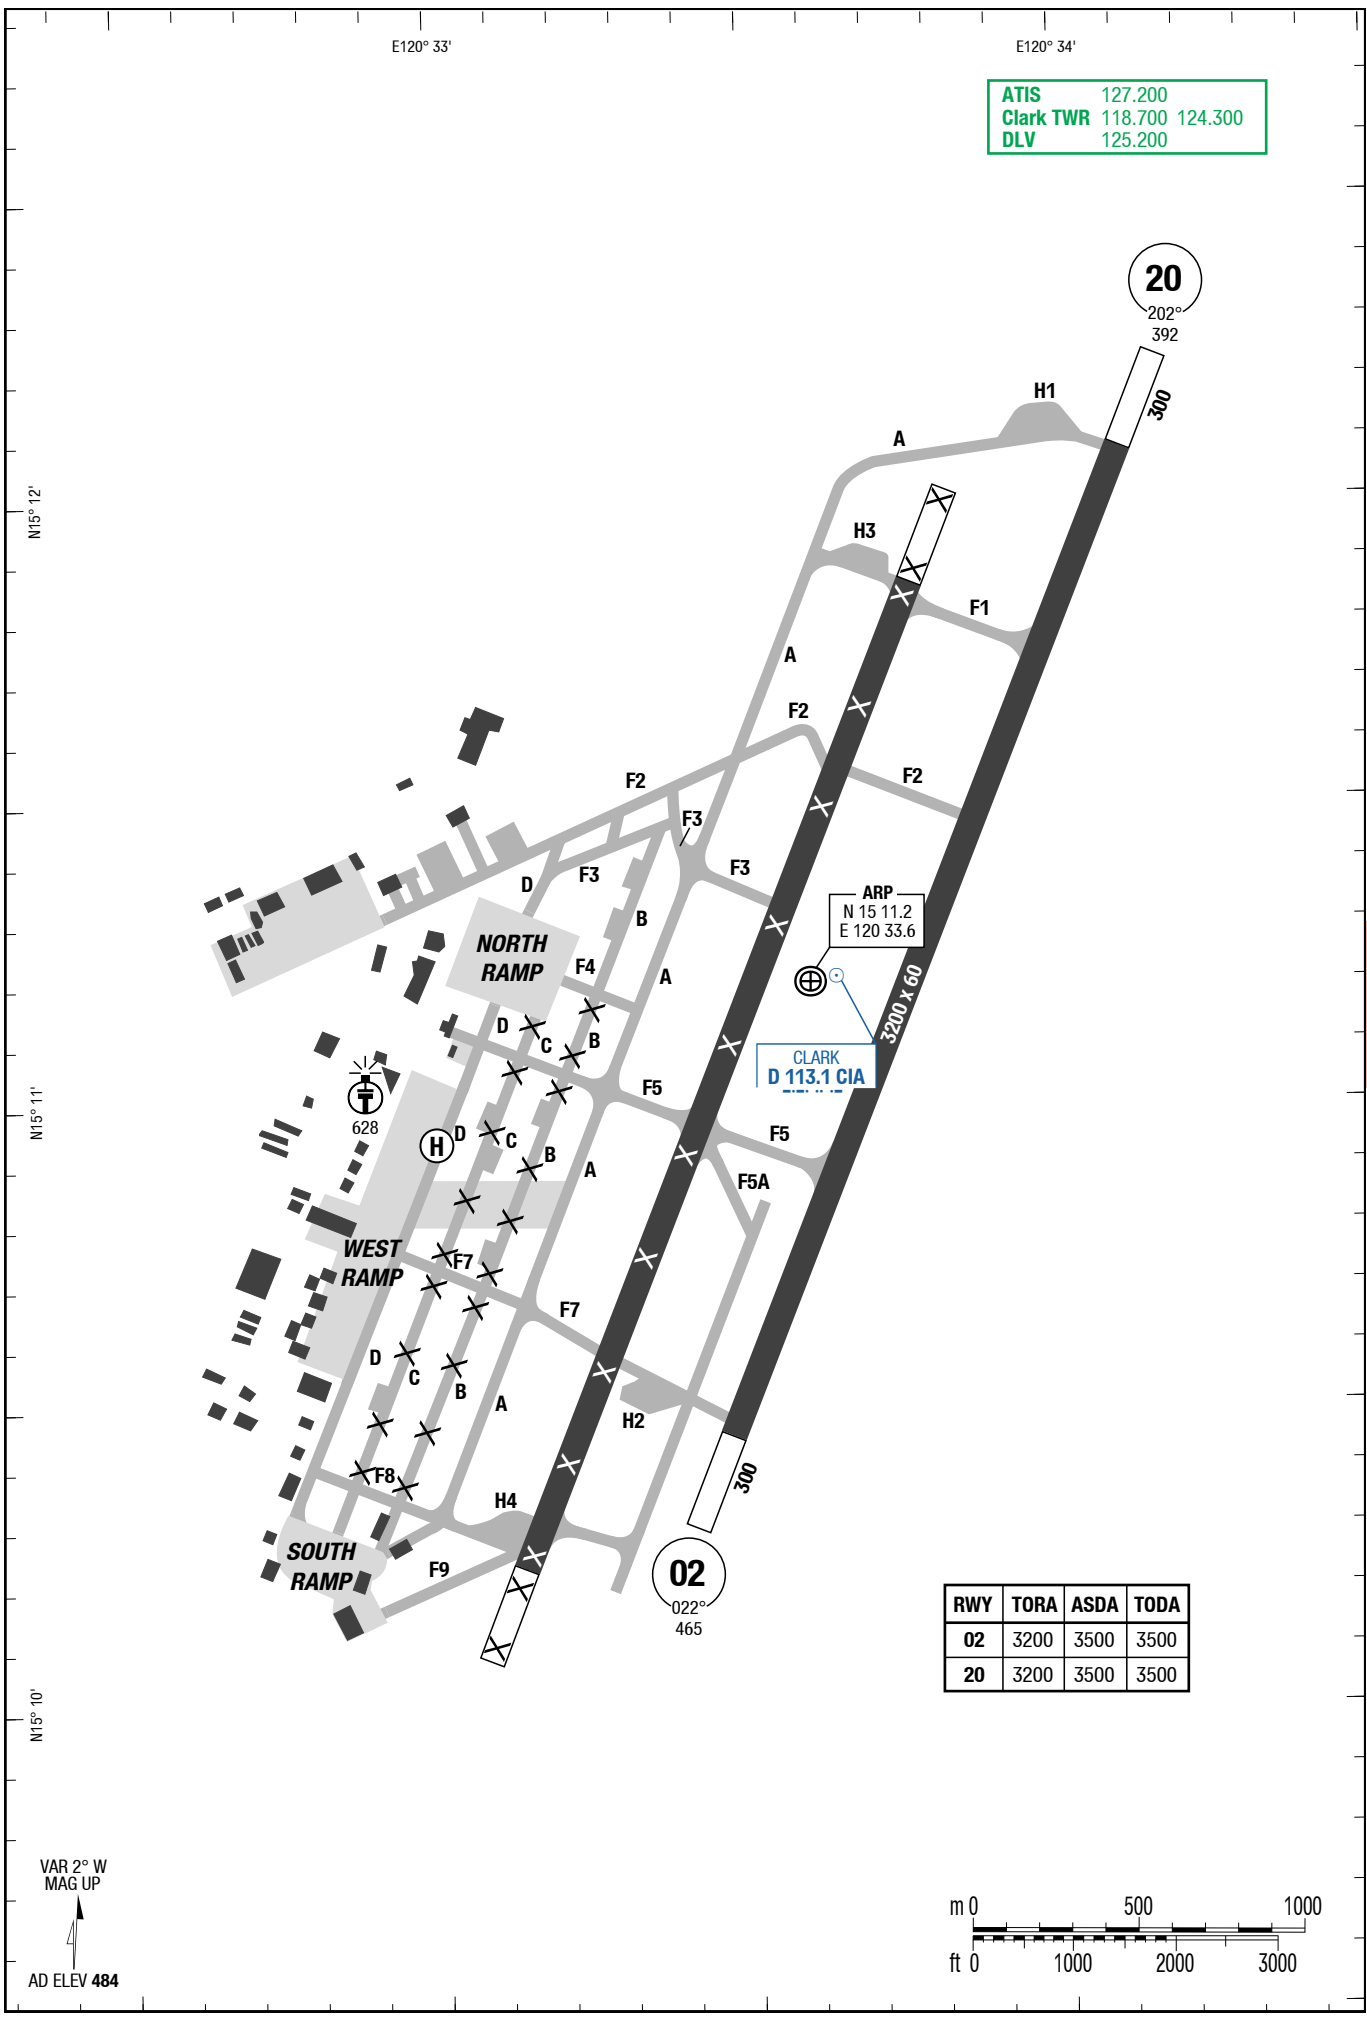 E120° 33'
E120° 34'
ATIS 127.200
Clark TWR 118.700 124.300
DLV 125.200
20
202°
392
300
H1
A
N15° 12'
H3
F1
A
F2
F2
F2
F3
F3
F3
D
B
ARP
N 15 11.2
E 120 33.6
NORTH
RAMP
F4
A
3200 x 60
D
C
B
CLARK
D 113.1 CIA
F5
N15° 11'
628
H
D
C
B
A
F5
F5A
WEST
RAMP
F7
F7
D
C
B
A
H2
F8
H4
300
SOUTH
RAMP
F9
02
022°
465
RWY TORA ASDA TODA
02 3200 3500 3500
20 3200 3500 3500
N15° 10'
VAR 2° W
MAG UP
AD ELEV 484
m 0 500 1000
ft 0 1000 2000 3000